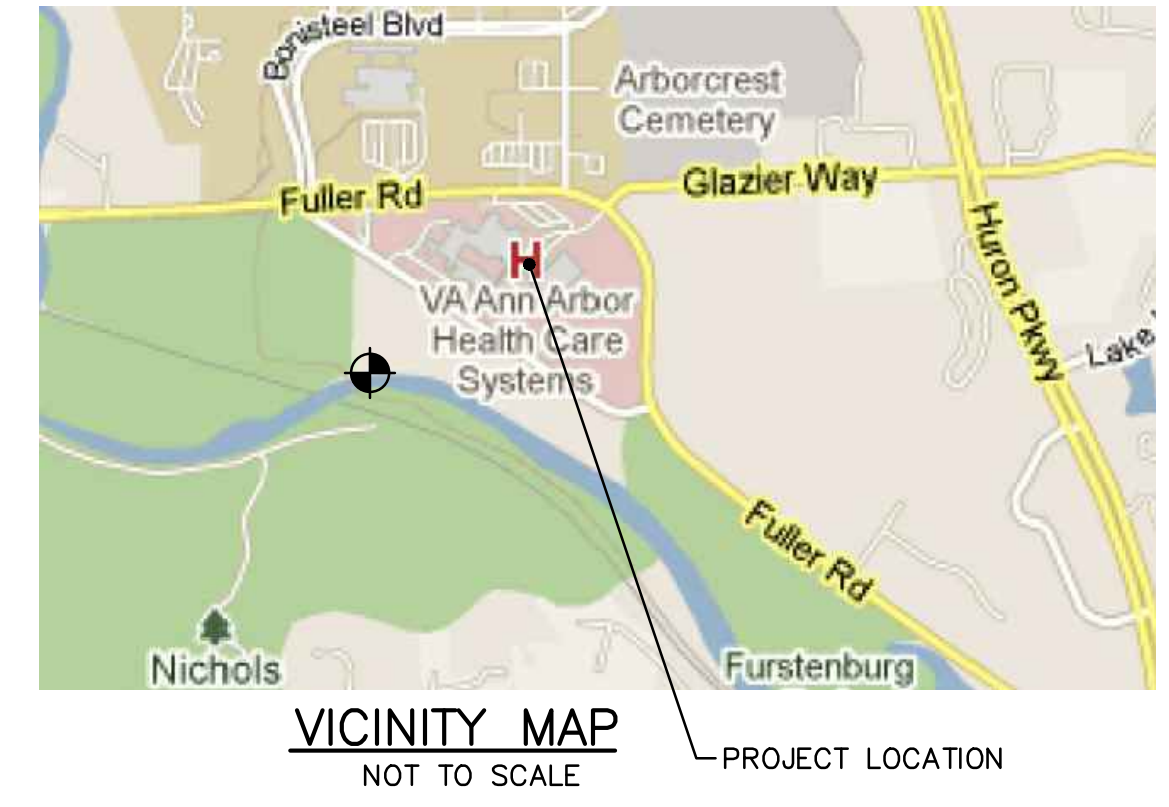 Bonisteel Blvd
Arborcrest
Cemetery
Fuller Rd
Glazier Way
Huron Pkwy
H
VA Ann Arbor
Health Care
Systems
Lake
Fuller Rd
Nichols
Furstenburg
VICINITY MAP
NOT TO SCALE
PROJECT LOCATION